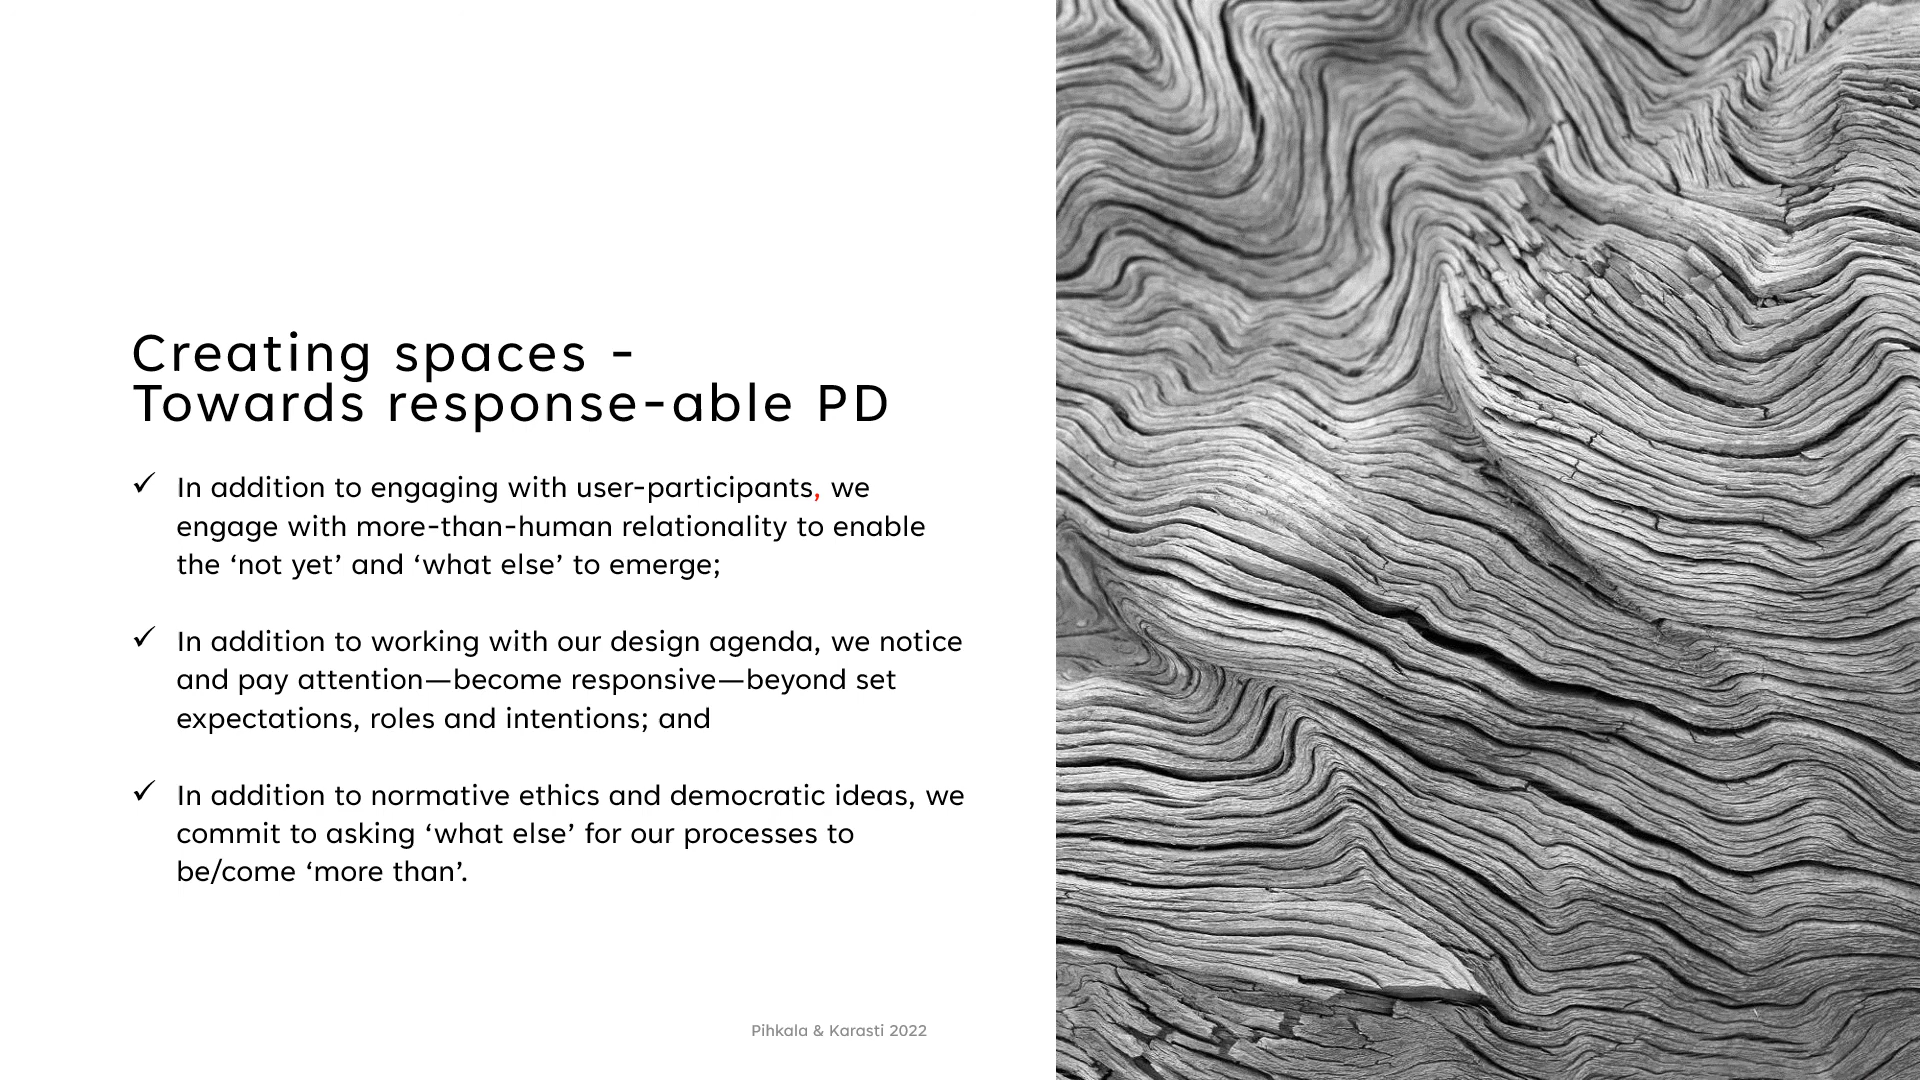 Creating spaces -
Towards response-able PD
✓ In addition to engaging with user-participants, we
engage with more-than-human relationality to enable
the ‘not yet’ and ‘what else’ to emerge;
✓ In addition to working with our design agenda, we notice
and pay attention—become responsive—beyond set
expectations, roles and intentions; and
✓ In addition to normative ethics and democratic ideas, we
commit to asking ‘what else’ for our processes to
be/come ‘more than’.
Pihkala & Karasti 2022